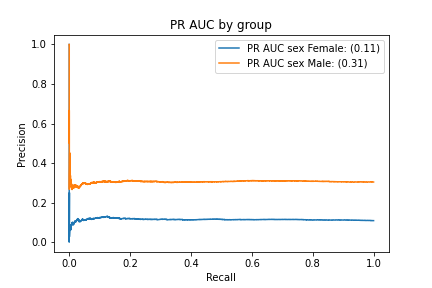 PR AUC by group
PR AUC sex Female: (0.11)
PR AUC sex Male: (0.31)
Precision
1.0
0.8
0.6
0.4
0.2
0.0
0.0 0.2 0.4 0.6 0.8 1.0
Recall